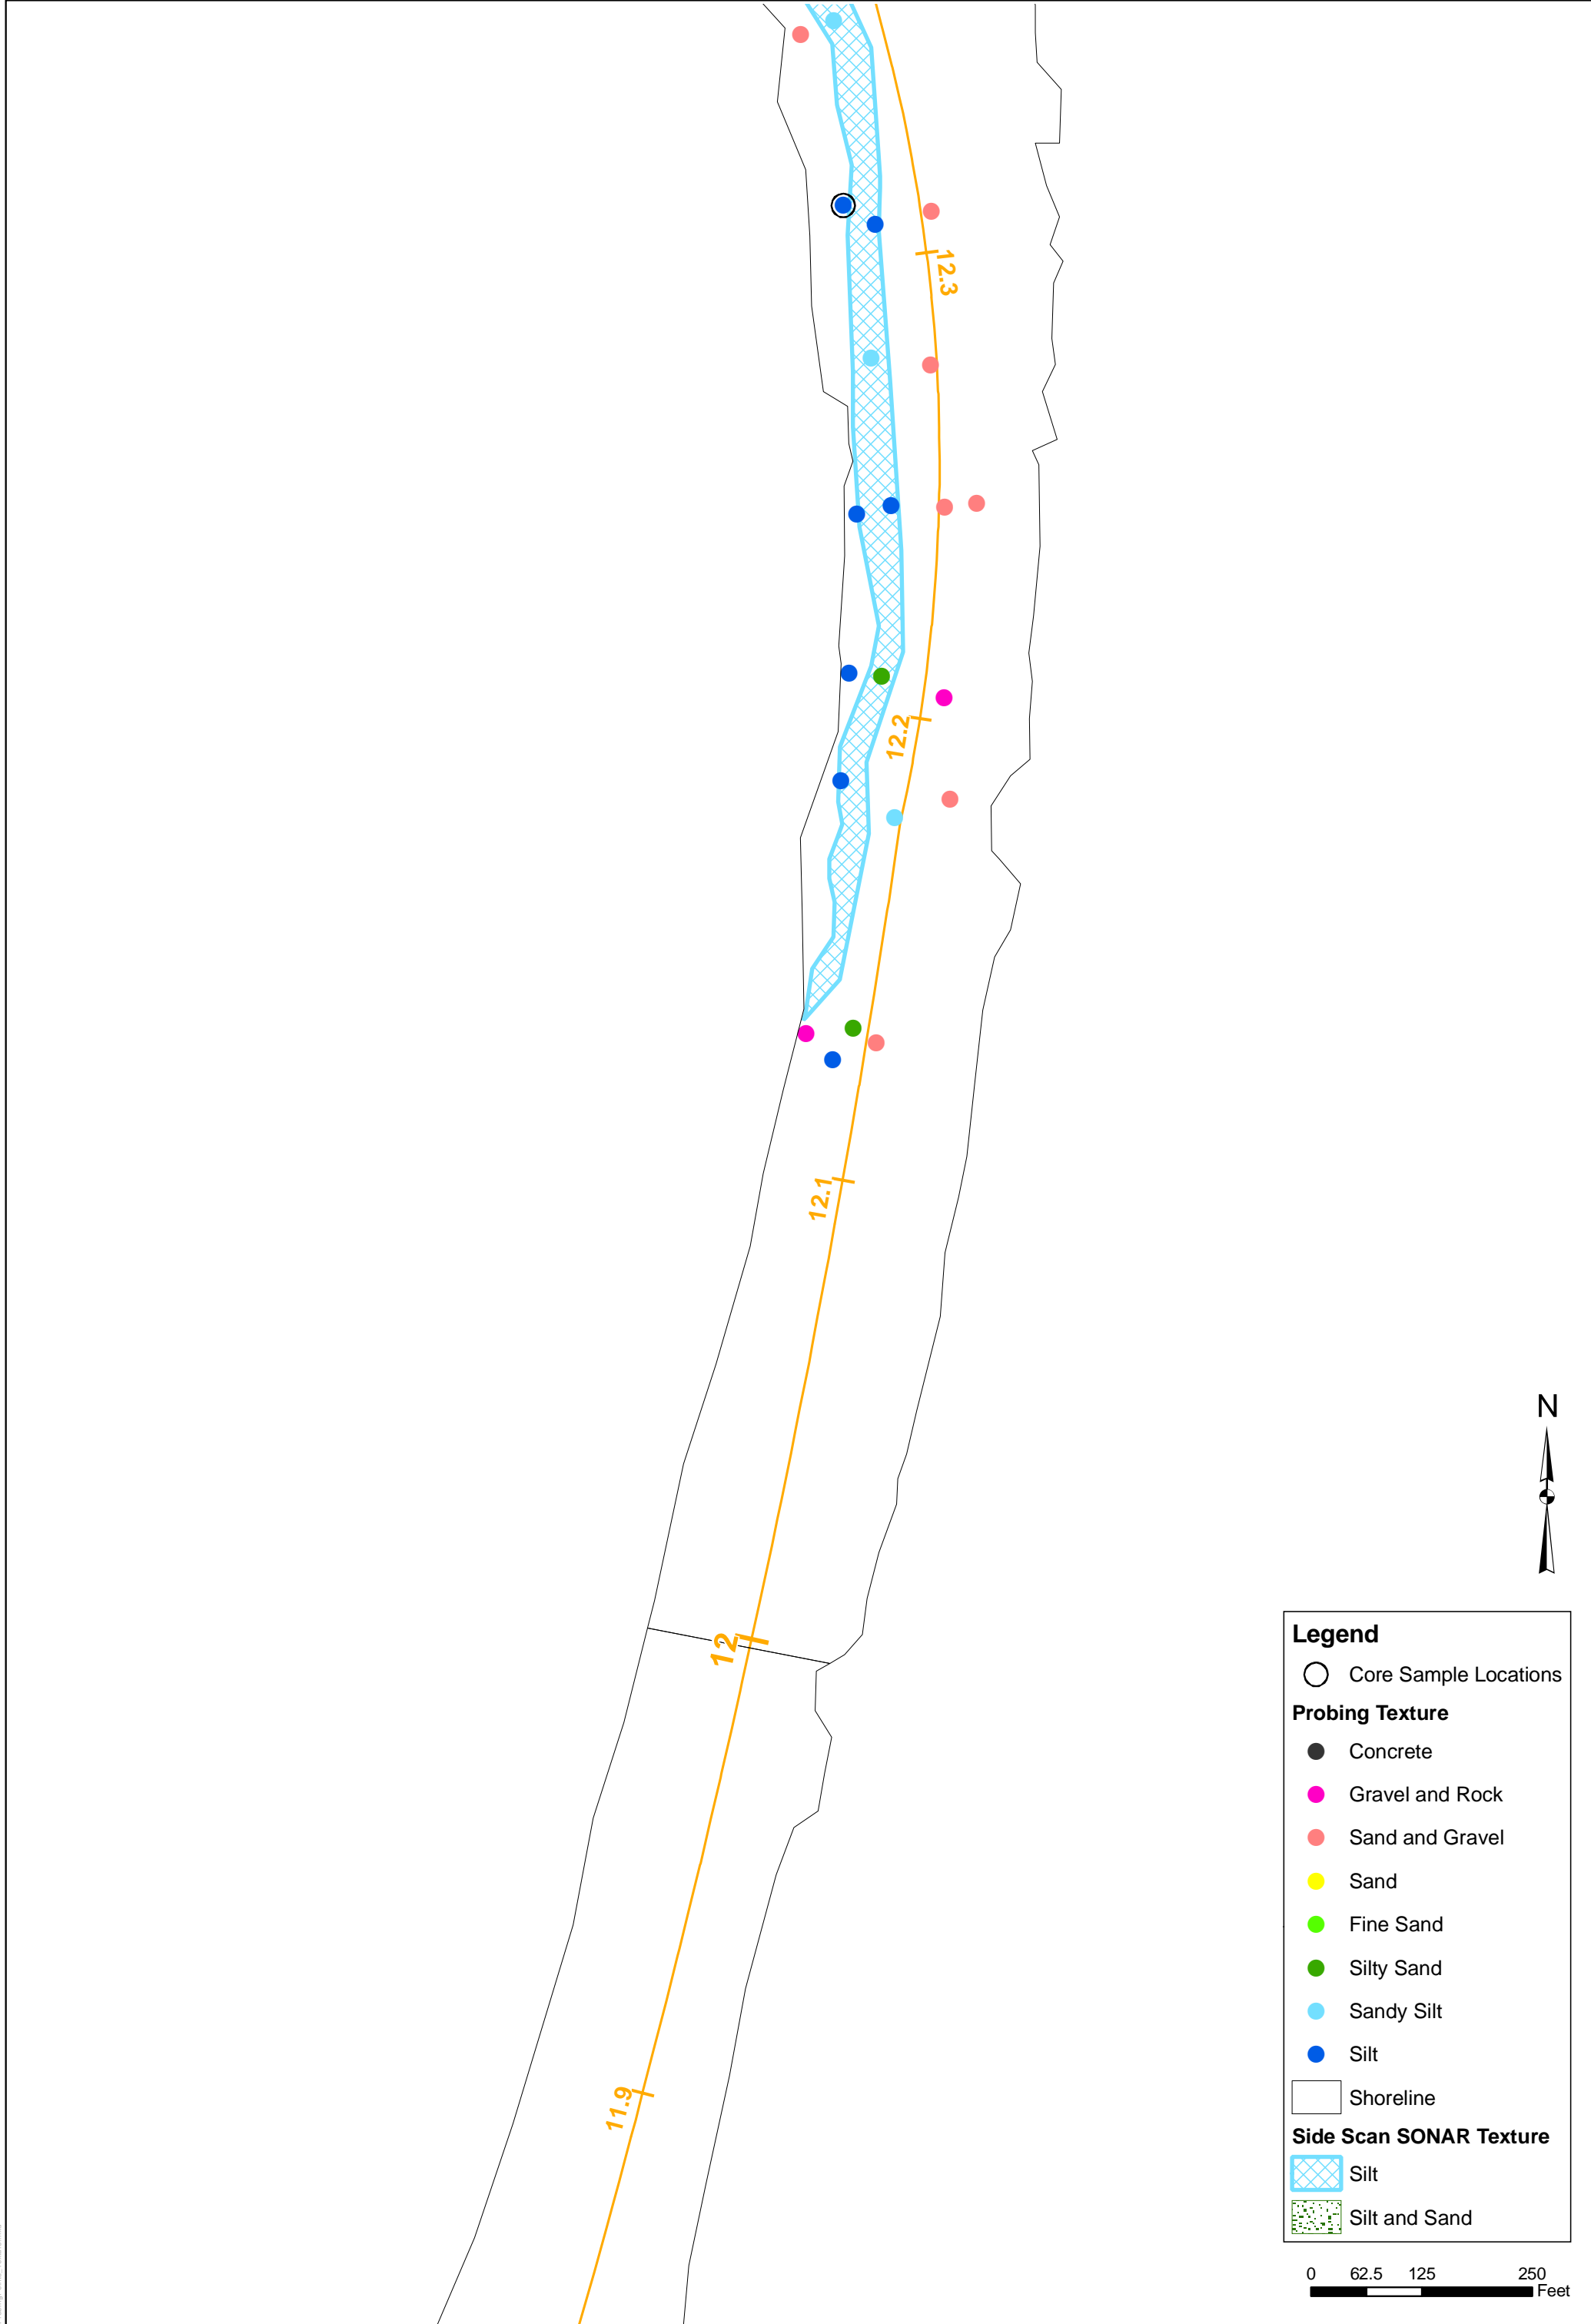 12.3
12.2
12.1
12
11.9
N
Legend
Core Sample Locations
Probing Texture
Concrete
Gravel and Rock
Sand and Gravel
Sand
Fine Sand
Silty Sand
Sandy Silt
Silt
Shoreline
Side Scan SONAR Texture
Silt
Silt and Sand
0 62.5 125 250
Feet